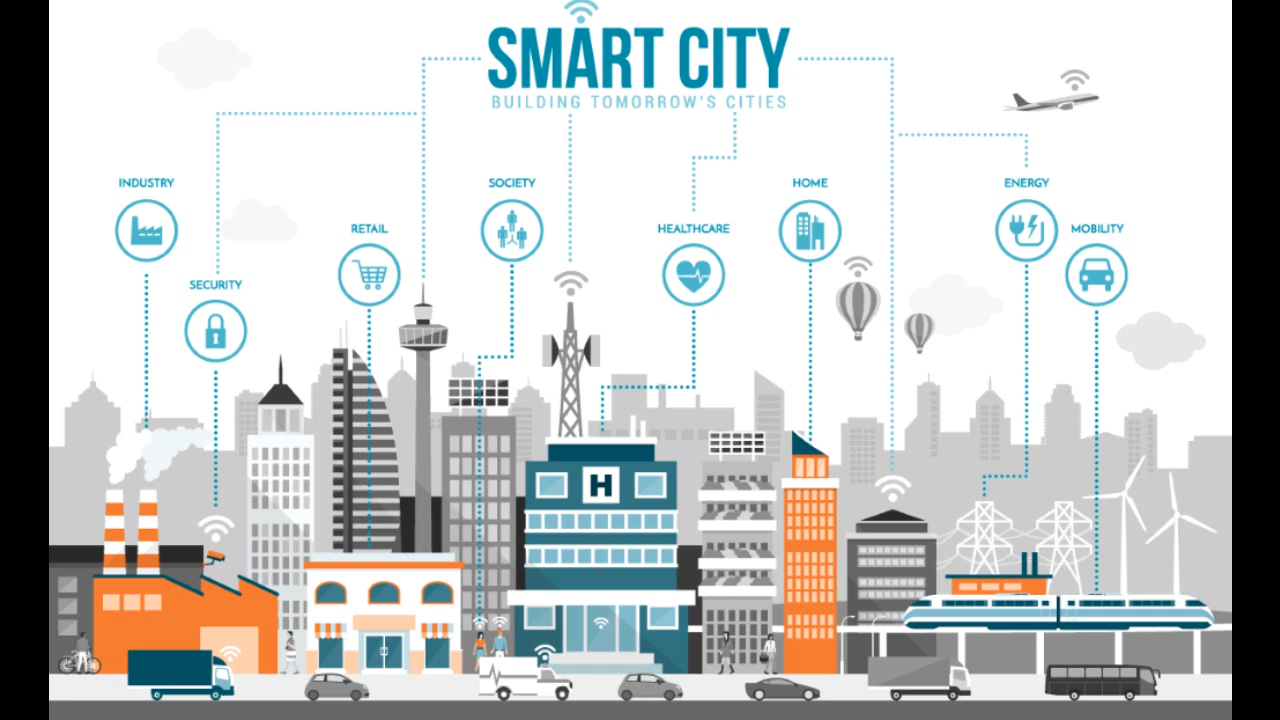 SMART CITY
BUILDING TOMORROW'S CITIES
INDUSTRY
SOCIETY
HOME
ENERGY
RETAIL
HEALTHCARE
MOBILITY
SECURITY
H